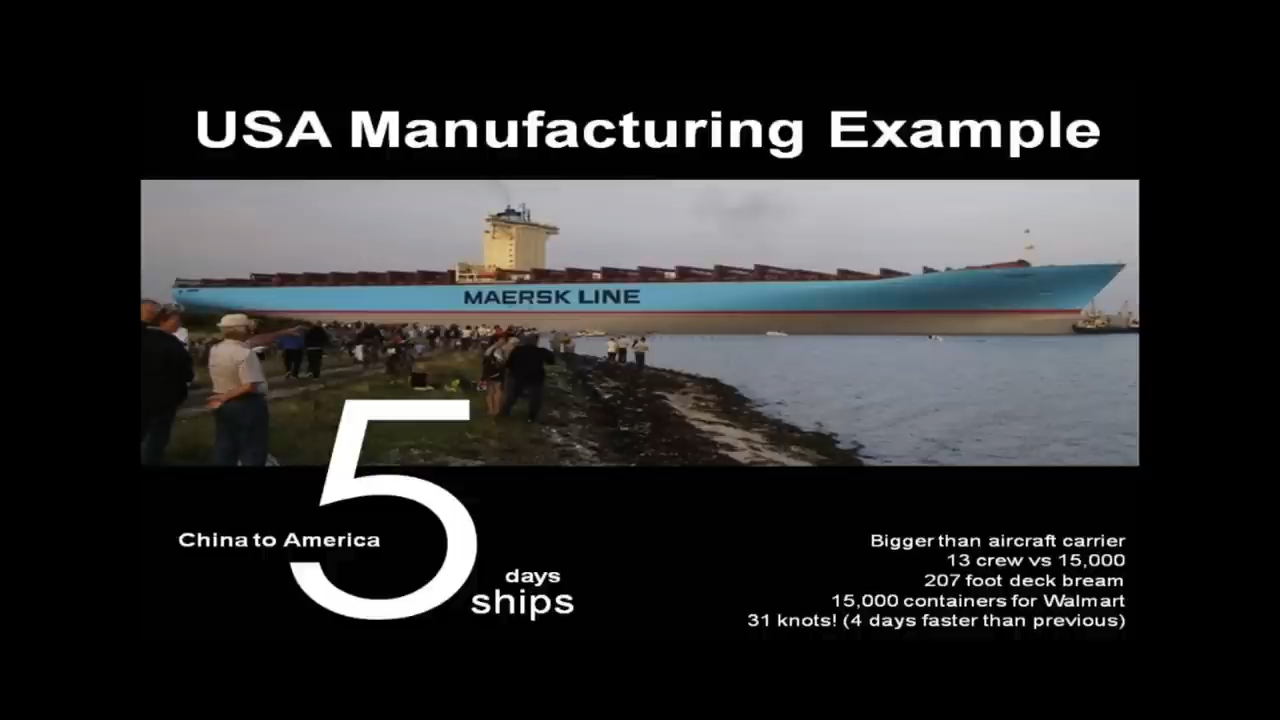 USA Manufacturing Example
MAERSK LINE
5
China to America
days
ships
Bigger than aircraft carrier
13 crew vs 15,000
207 foot deck bream
15,000 containers for Walmart
31 knots! (4 days faster than previous)